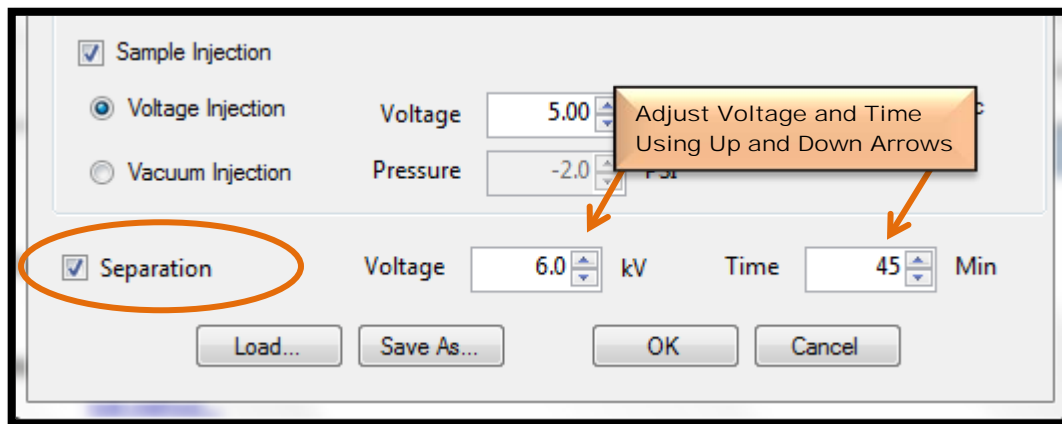 Sample Injection
Voltage Injection Voltage 5.00
Adjust Voltage and Time
Using Up and Down Arrows
Vacuum Injection Pressure -2.0 PSI
Separation Voltage 6.0 kV Time 45 Min
Load... Save As... OK Cancel